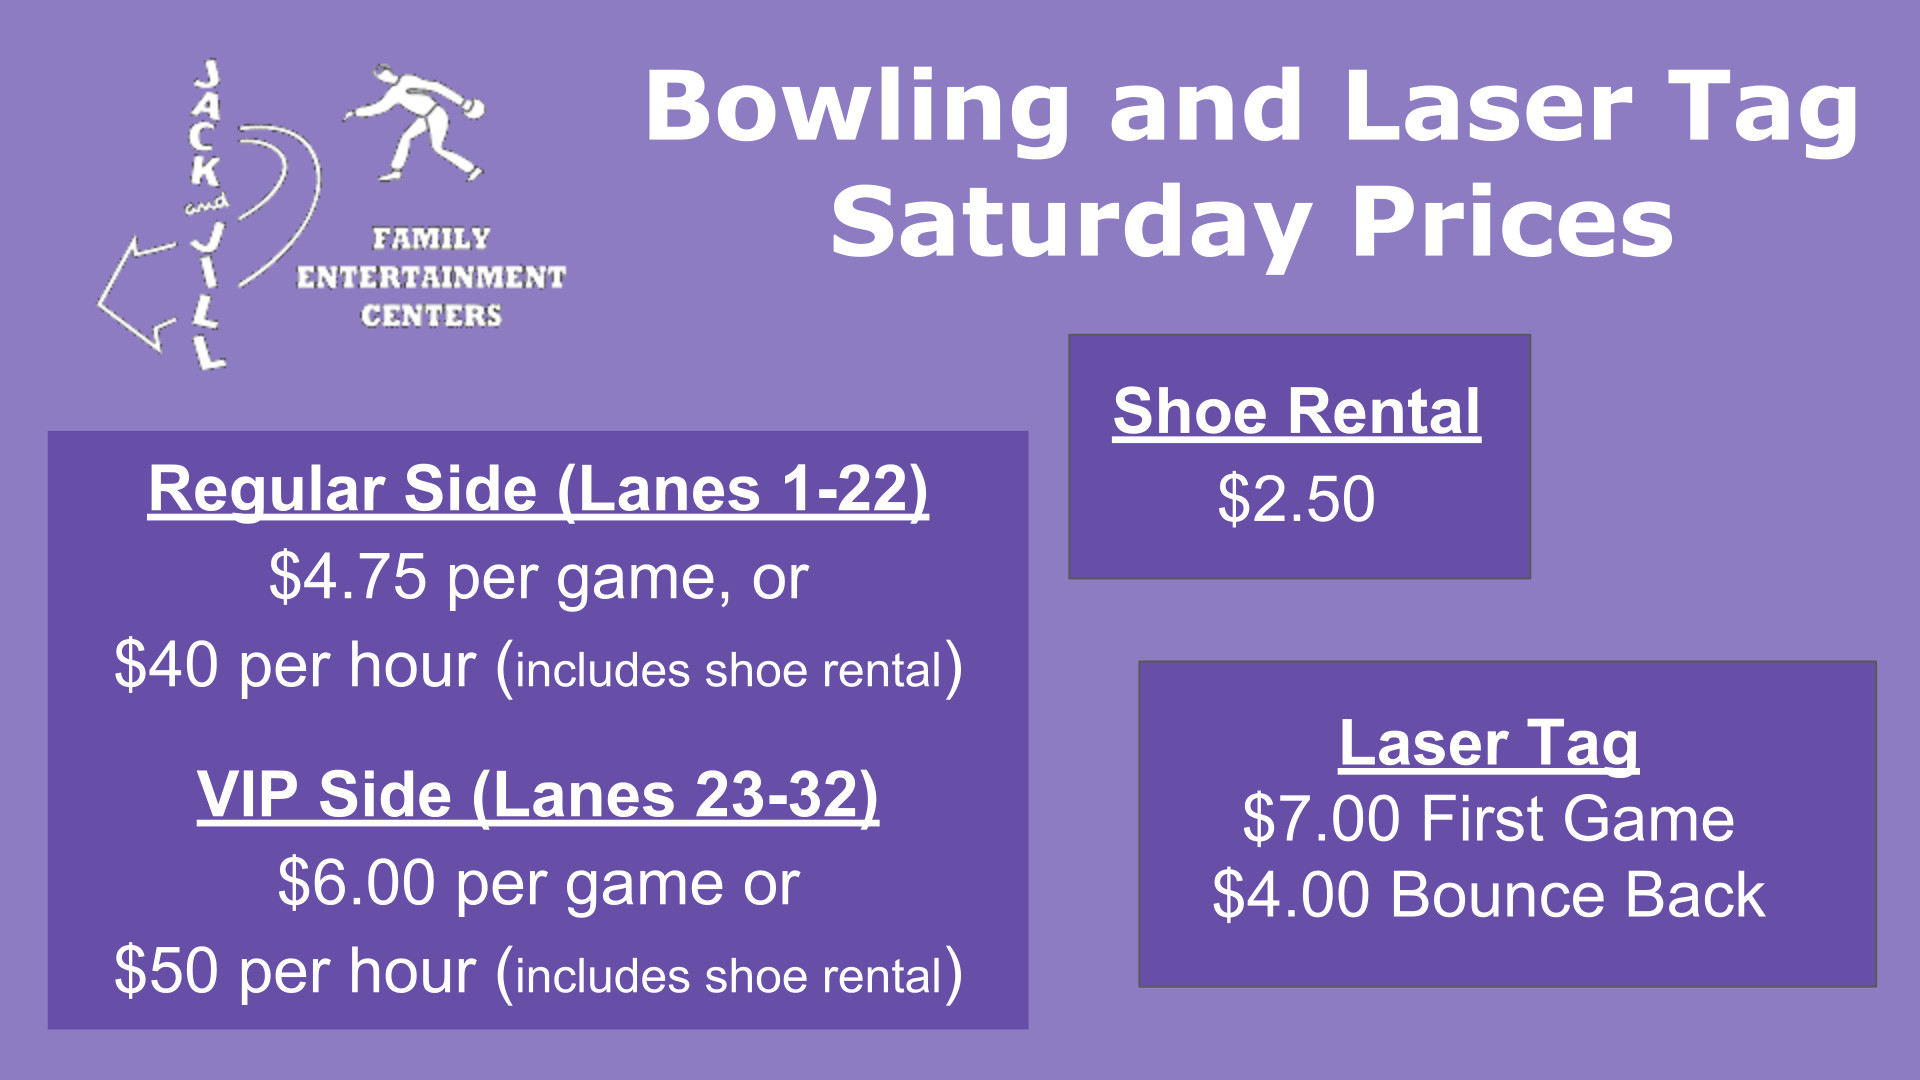 JACK and JILL
FAMILY
ENTERTAINMENT
CENTERS
Bowling and Laser Tag
Saturday Prices
Shoe Rental
$2.50
Regular Side (Lanes 1-22)
$4.75 per game, or
$40 per hour (includes shoe rental)
VIP Side (Lanes 23-32)
$6.00 per game or
$50 per hour (includes shoe rental)
Laser Tag
$7.00 First Game
$4.00 Bounce Back